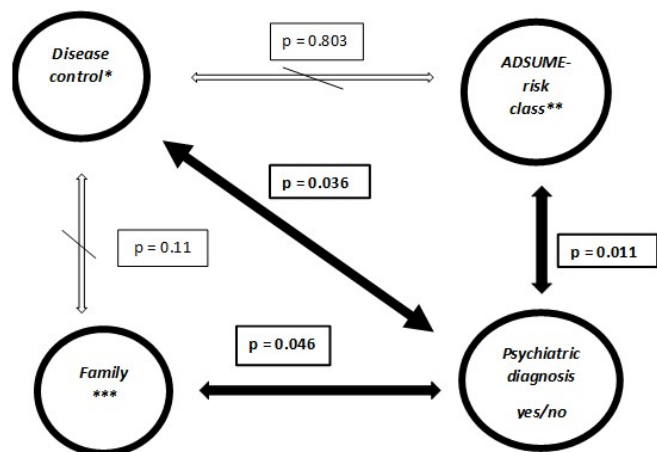 Disease
control*
p = 0.803
ADSUME-
risk
class**
p = 0.036
p = 0.11
p = 0.011
Family
***
p = 0.046
Psychiatric
diagnosis
yes/no